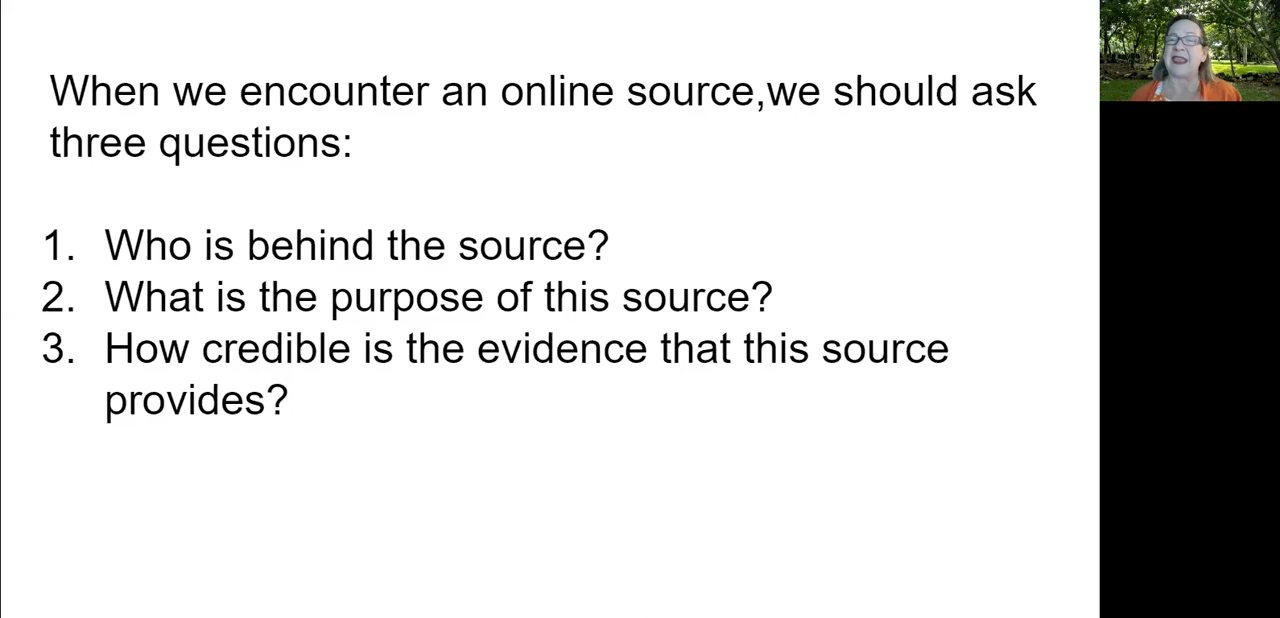 When we encounter an online source,we should ask
three questions:
1. Who is behind the source?
2. What is the purpose of this source?
3. How credible is the evidence that this source
provides?